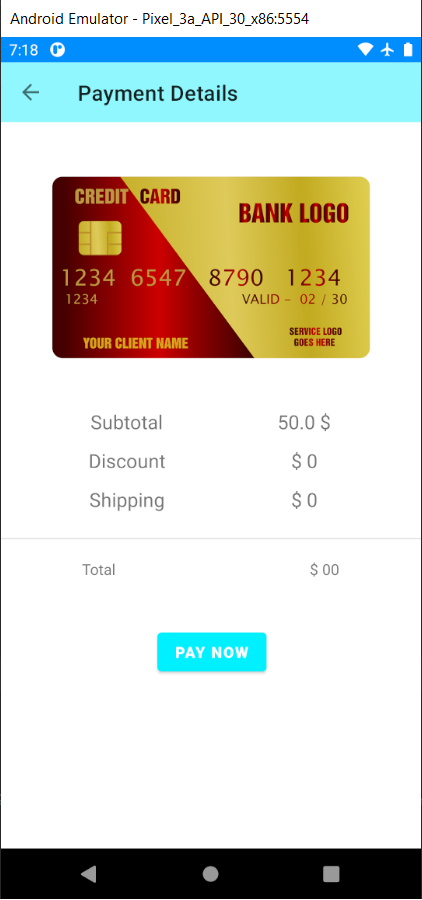 Android Emulator - Pixel_3a_API_30_x86:5554
7:18
Payment Details
CREDIT CARD
BANK LOGO
1234 6547 8790 1234
1234
VALID - 02 / 30
YOUR CLIENT NAME
SERVICE LOGO
GOES HERE
Subtotal 50.0 $
Discount $ 0
Shipping $ 0
Total $ 00
PAY NOW